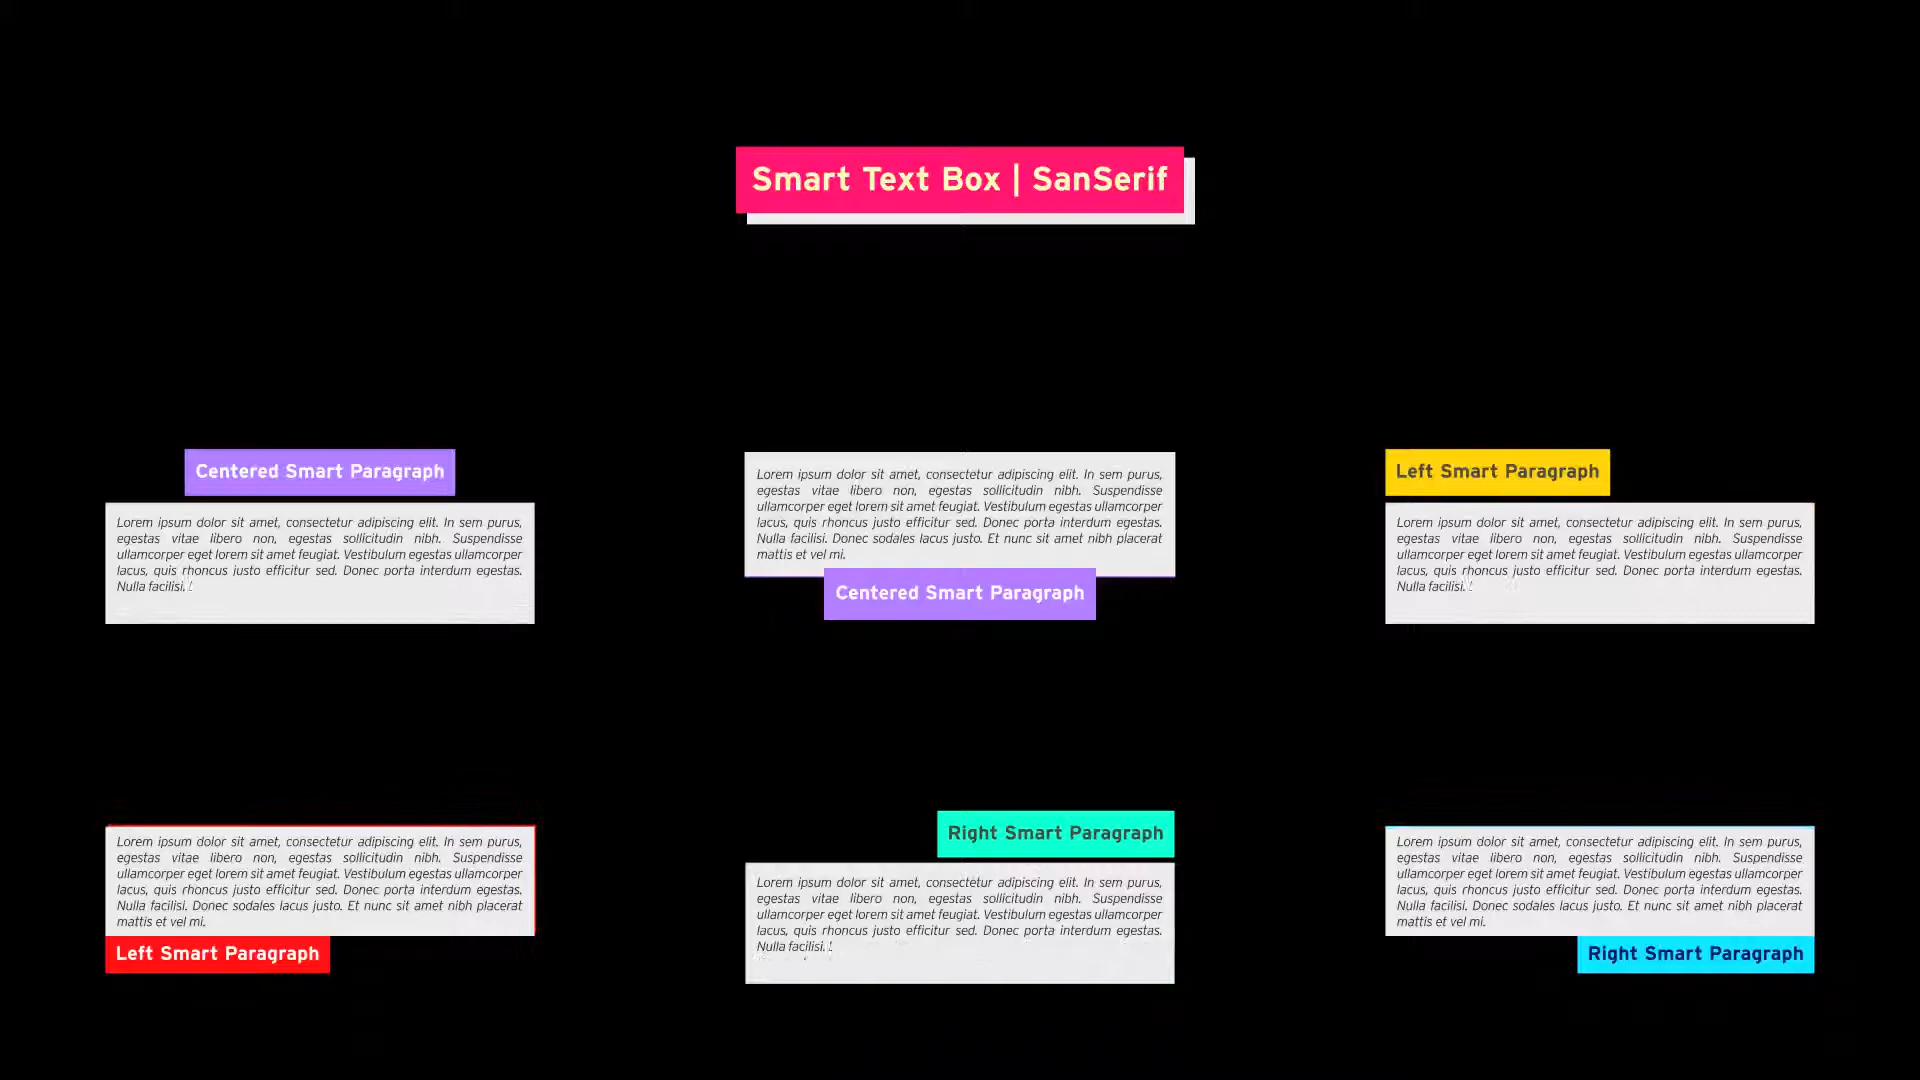 Smart Text Box | SanSerif
Centered Smart Paragraph
Lorem ipsum dolor sit amet, consectetur adipiscing elit. In sem purus,
egestas vitae libero non, egestas sollicitudin nibh. Suspendisse
ullamcorper eget lorem sit amet feugiat. Vestibulum egestas ullamcorper
lacus, quis rhoncus justo efficitur sed. Donec porta interdum egestas.
Nulla facilisi.
Lorem ipsum dolor sit amet, consectetur adipiscing elit. In sem purus,
egestas vitae libero non, egestas sollicitudin nibh. Suspendisse
ullamcorper eget lorem sit amet feugiat. Vestibulum egestas ullamcorper
lacus, quis rhoncus justo efficitur sed. Donec porta interdum egestas.
Nulla facilisi. Donec sodales lacus justo. Et nunc sit amet nibh placerat
mattis et vel mi.
Centered Smart Paragraph
Left Smart Paragraph
Lorem ipsum dolor sit amet, consectetur adipiscing elit. In sem purus,
egestas vitae libero non, egestas sollicitudin nibh. Suspendisse
ullamcorper eget lorem sit amet feugiat. Vestibulum egestas ullamcorper
lacus, quis rhoncus justo efficitur sed. Donec porta interdum egestas.
Nulla facilisi.
Lorem ipsum dolor sit amet, consectetur adipiscing elit. In sem purus,
egestas vitae libero non, egestas sollicitudin nibh. Suspendisse
ullamcorper eget lorem sit amet feugiat. Vestibulum egestas ullamcorper
lacus, quis rhoncus justo efficitur sed. Donec porta interdum egestas.
Nulla facilisi. Donec sodales lacus justo. Et nunc sit amet nibh placerat
mattis et vel mi.
Left Smart Paragraph
Right Smart Paragraph
Lorem ipsum dolor sit amet, consectetur adipiscing elit. In sem purus,
egestas vitae libero non, egestas sollicitudin nibh. Suspendisse
ullamcorper eget lorem sit amet feugiat. Vestibulum egestas ullamcorper
lacus, quis rhoncus justo efficitur sed. Donec porta interdum egestas.
Nulla facilisi.
Lorem ipsum dolor sit amet, consectetur adipiscing elit. In sem purus,
egestas vitae libero non, egestas sollicitudin nibh. Suspendisse
ullamcorper eget lorem sit amet feugiat. Vestibulum egestas ullamcorper
lacus, quis rhoncus justo efficitur sed. Donec porta interdum egestas.
Nulla facilisi. Donec sodales lacus justo. Et nunc sit amet nibh placerat
mattis et vel mi.
Right Smart Paragraph